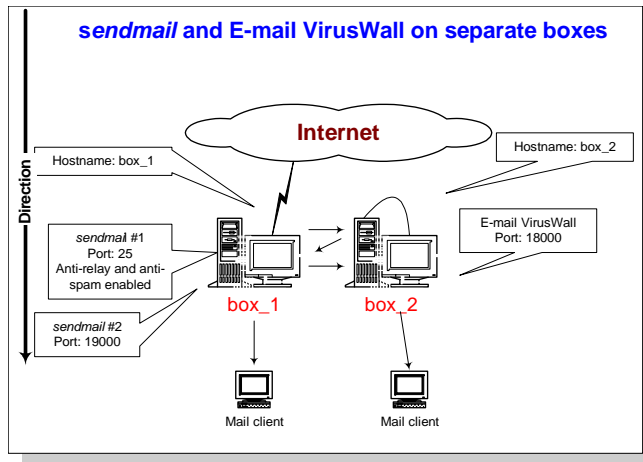 sendmail and E-mail VirusWall on separate boxes
Internet
Hostname: box_1
Hostname: box_2
Direction
sendmail #1
Port: 25
Anti-relay and anti-
spam enabled
E-mail VirusWall
Port: 18000
box_1
box_2
sendmail #2
Port: 19000
Mail client
Mail client